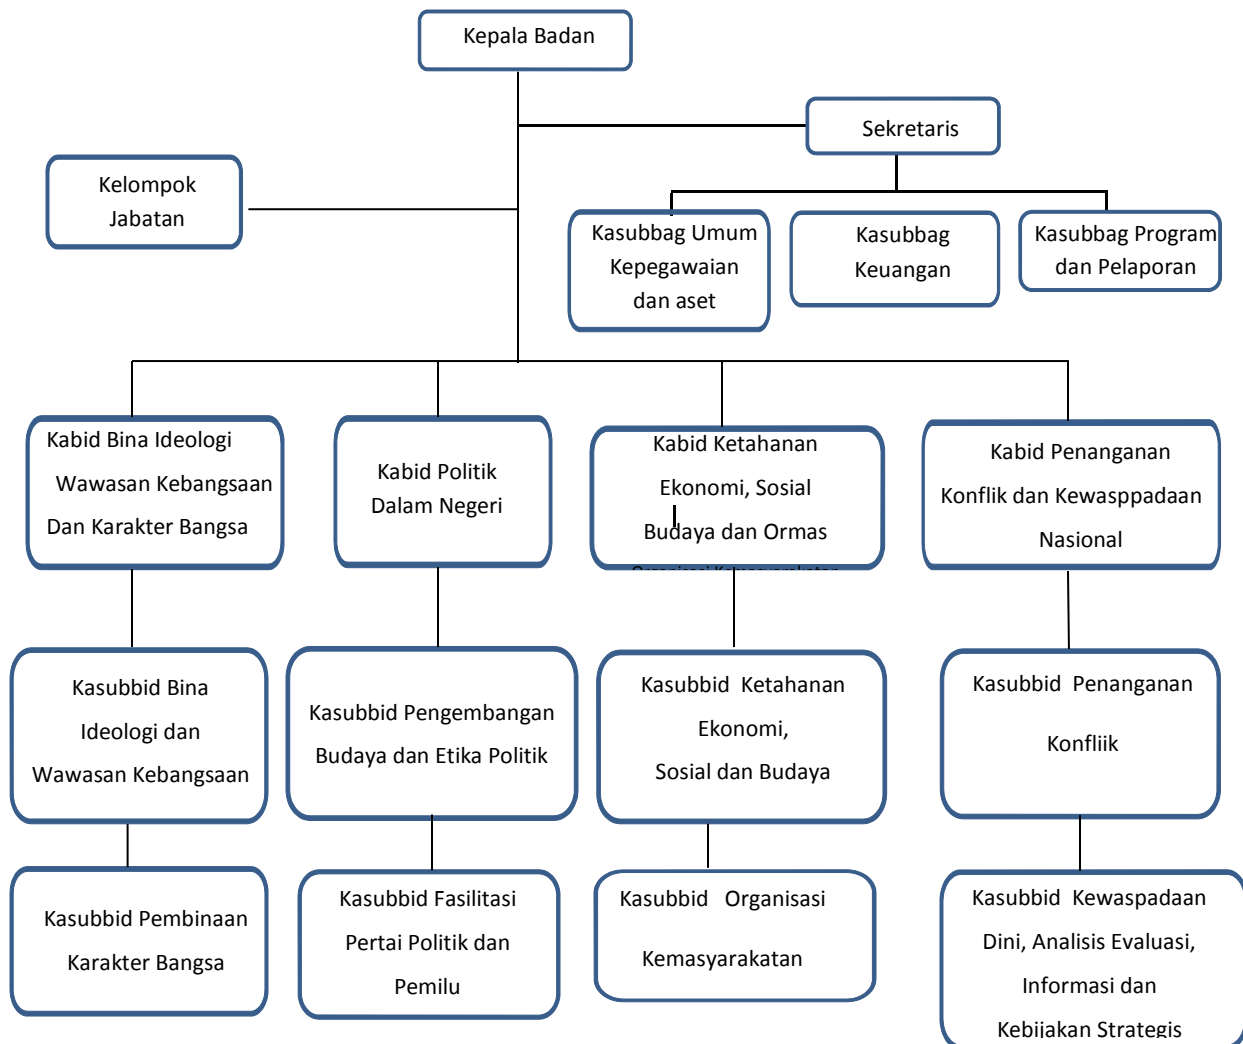 Kepala Badan
Sekretaris
Kelompok
Jabatan
Kasubbag Umum
Kepegawaian
dan aset
Kasubbag
Keuangan
Kasubbag Program
dan Pelaporan
Kabid Bina Ideologi
Wawasan Kebangsaan
Dan Karakter Bangsa
Kabid Politik
Dalam Negeri
Kabid Ketahanan
Ekonomi, Sosial
Budaya dan Ormas
Organisasi Kemasyarakatan
Kabid Penanganan
Konflik dan Kewasppadaan
Nasional
Kasubbid Bina
Ideologi dan
Wawasan Kebangsaan
Kasubbid Pengembangan
Budaya dan Etika Politik
Kasubbid Ketahanan
Ekonomi,
Sosial dan Budaya
Kasubbid Penanganan
Konfliik
Kasubbid Pembinaan
Karakter Bangsa
Kasubbid Fasilitasi
Pertai Politik dan
Pemilu
Kasubbid Organisasi
Kemasyarakatan
Kasubbid Kewaspadaan
Dini, Analisis Evaluasi,
Informasi dan
Kebijakan Strategis